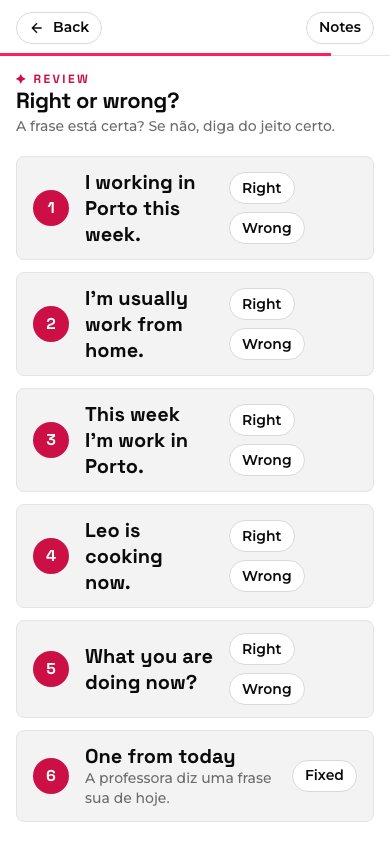 Back
Notes
REVIEW
Right or wrong?
A frase está certa? Se não, diga do jeito certo.
1
I working in
Porto this
week.
Right
Wrong
2
I'm usually
work from
home.
Right
Wrong
3
This week
I'm work in
Porto.
Right
Wrong
4
Leo is
cooking
now.
Right
Wrong
5
What you are
doing now?
Right
Wrong
6
One from today
A professora diz uma frase
sua de hoje.
Fixed